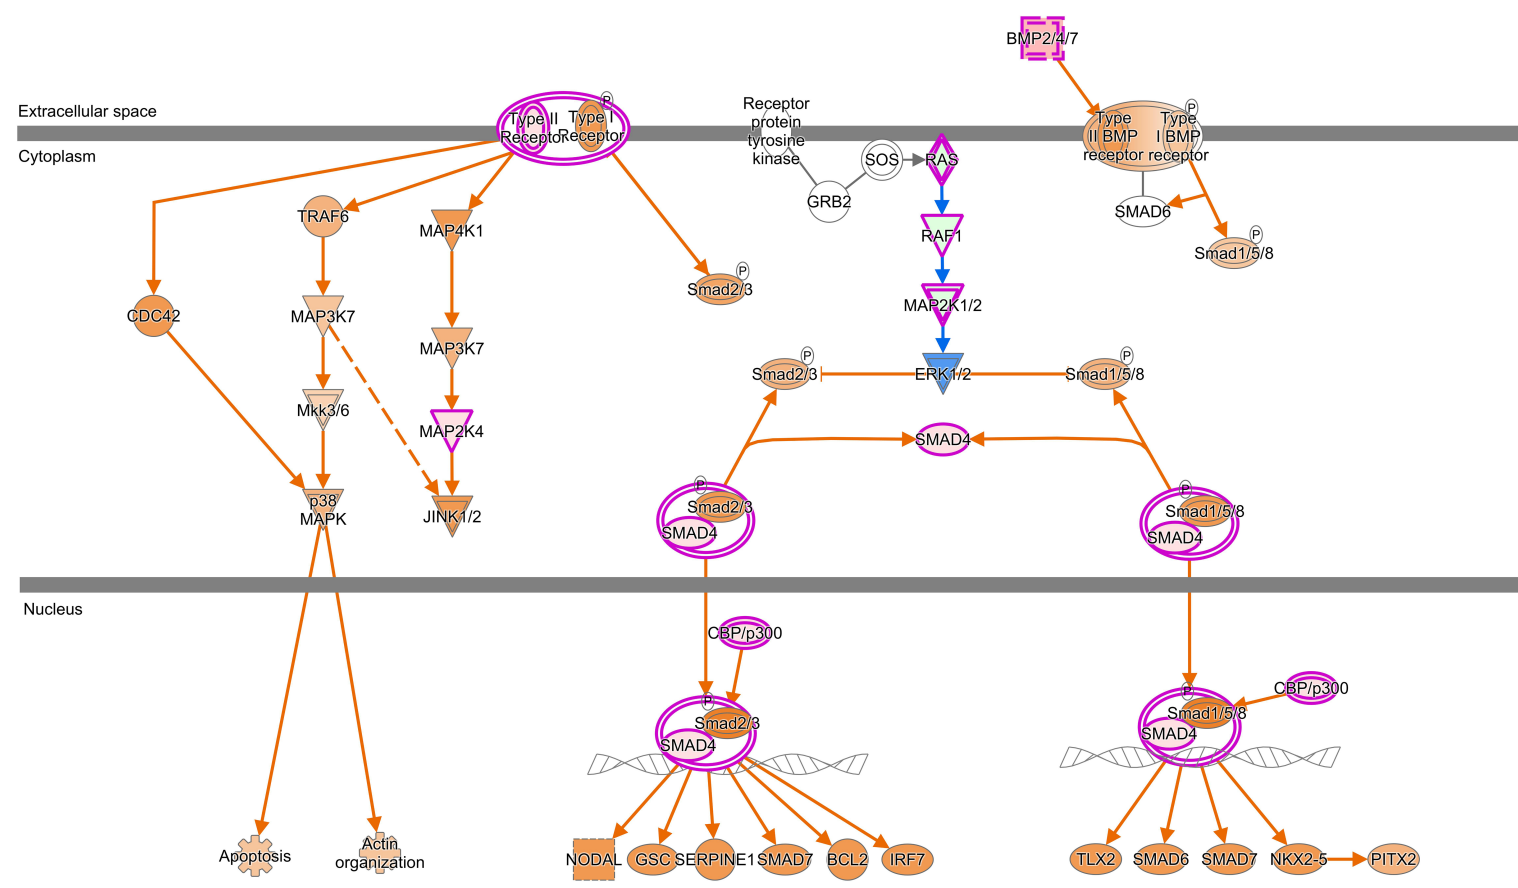 BMP2/4/7
Extracellular space
Cytoplasm
Type II
Receptor
Type I
Receptor
P
Receptor
protein
tyrosine
kinase
SOS
GRB2
RAS
Type
II BMP
receptor
Type
I BMP
receptor
P
SMAD6
P
Smad1/5/8
TRAF6
MAP4K1
RAF1
P
Smad2/3
CDC42
MAP3K7
MAP3K7
MAP2K1/2
P
Smad2/3
ERK1/2
P
Smad1/5/8
Mkk3/6
MAP2K4
SMAD4
p38
MAPK
JINK1/2
P
Smad2/3
SMAD4
P
Smad1/5/8
SMAD4
Nucleus
CBP/p300
P
Smad2/3
SMAD4
CBP/p300
P
Smad1/5/8
SMAD4
Apoptosis
Actin
organization
NODAL
GSC
SERPINE1
SMAD7
BCL2
IRF7
TLX2
SMAD6
SMAD7
NKX2-5
PITX2